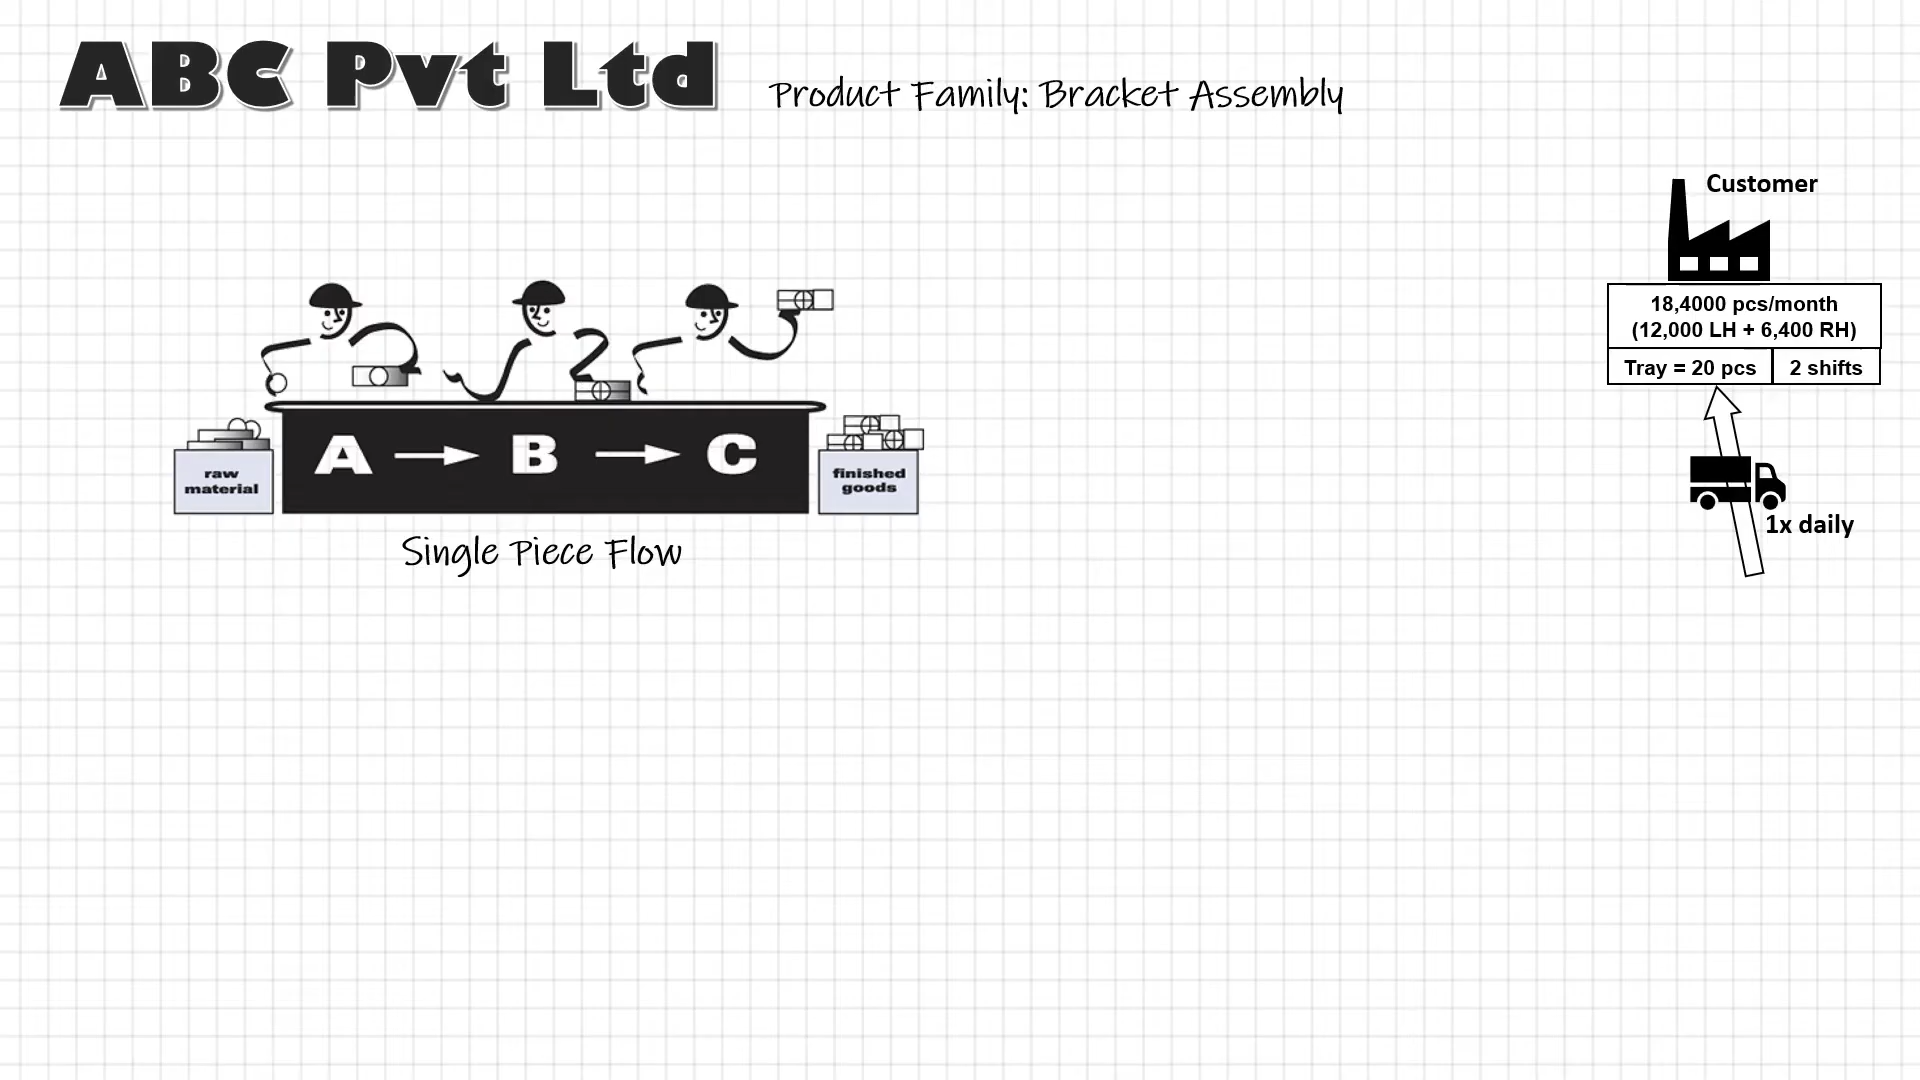 ABC Pvt Ltd
Product Family: Bracket Assembly
Customer
18,4000 pcs/month
(12,000 LH + 6,400 RH)
Tray = 20 pcs
2 shifts
1x daily
A
B
C
raw
material
finished
goods
Single Piece Flow